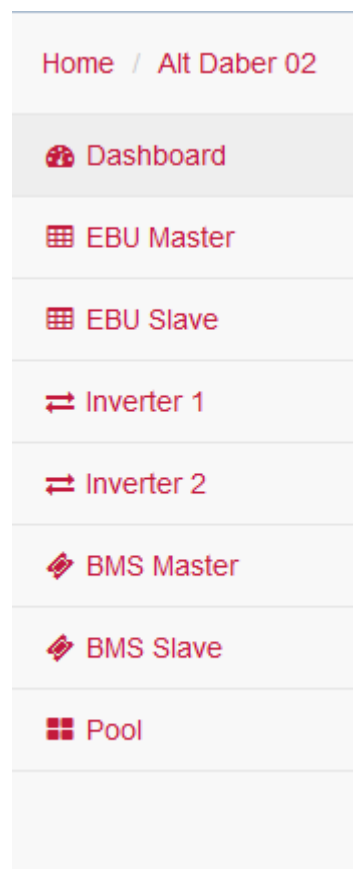 Home / Alt Daber 02
Dashboard
EBU Master
EBU Slave
Inverter 1
Inverter 2
BMS Master
BMS Slave
Pool